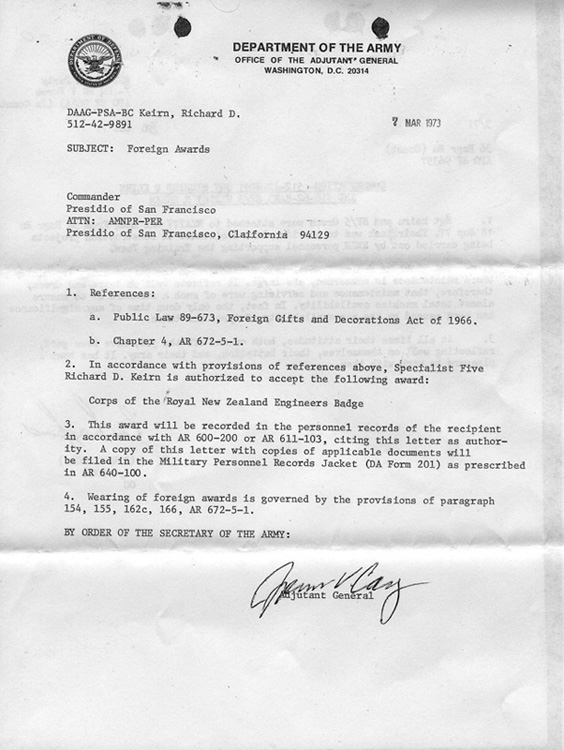 DEPARTMENT OF THE ARMY
OFFICE OF THE ADJUTANT GENERAL
WASHINGTON, D.C. 20314
DAAG-PSA-BC Keirn, Richard D.
512-42-9891
7 MAR 1973
SUBJECT: Foreign Awards
Commander
Presidio of San Francisco
ATTN: AMNPR-PER
Presidio of San Francisco, Claifornia 94129
1. References:
a. Public Law 89-673, Foreign Gifts and Decorations Act of 1966.
b. Chapter 4, AR 672-5-1.
2. In accordance with provisions of references above, Specialist Five
Richard D. Keirn is authorized to accept the following award:
Corps of the Royal New Zealand Engineers Badge
3. This award will be recorded in the personnel records of the recipient
in accordance with AR 600-200 or AR 611-103, citing this letter as author-
ity. A copy of this letter with copies of applicable documents will
be filed in the Military Personnel Records Jacket (DA Form 201) as prescribed
in AR 640-100.
4. Wearing of foreign awards is governed by the provisions of paragraph
154, 155, 162c, 166, AR 672-5-1.
BY ORDER OF THE SECRETARY OF THE ARMY:
Adjutant General